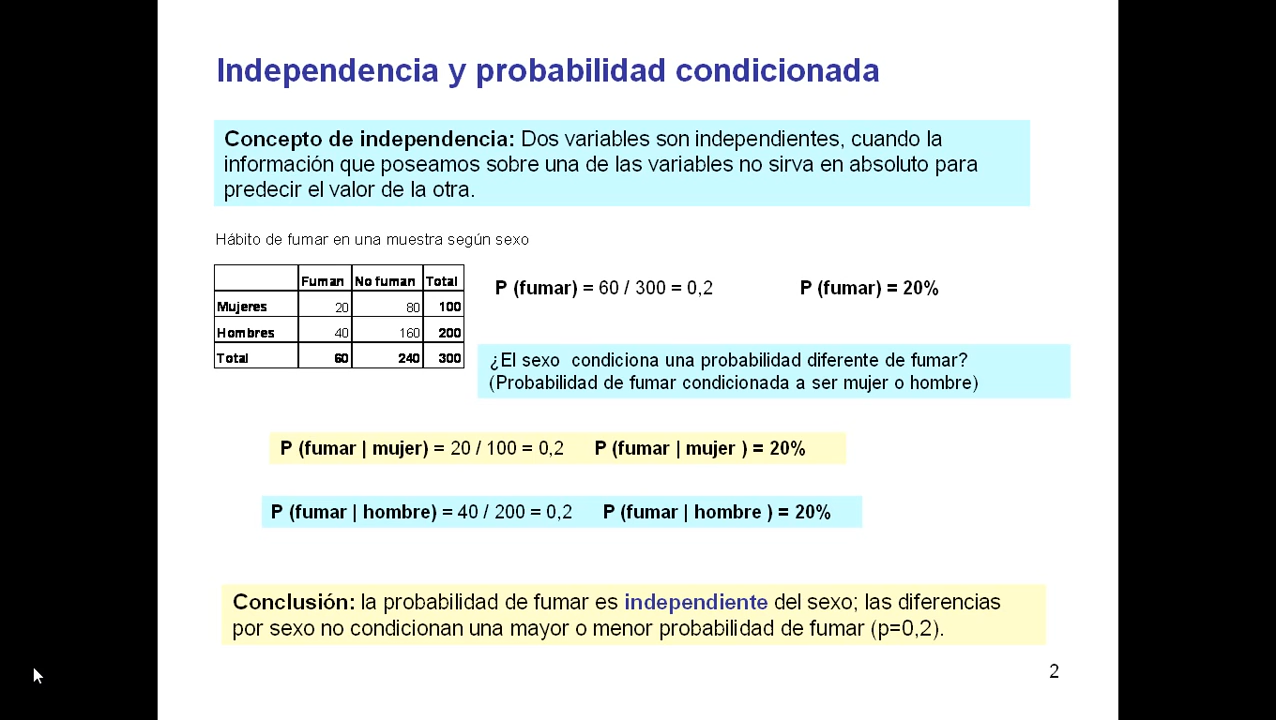 Independencia y probabilidad condicionada
Concepto de independencia: Dos variables son independientes, cuando la
información que poseamos sobre una de las variables no sirva en absoluto para
predecir el valor de la otra.
Hábito de fumar en una muestra según sexo
Fuman No fuman Total
Mujeres 20 80 100
Hombres 40 160 200
Total 60 240 300
P (fumar) = 60 / 300 = 0,2 P (fumar) = 20%
¿El sexo condiciona una probabilidad diferente de fumar?
(Probabilidad de fumar condicionada a ser mujer o hombre)
P (fumar | mujer) = 20 / 100 = 0,2 P (fumar | mujer ) = 20%
P (fumar | hombre) = 40 / 200 = 0,2 P (fumar | hombre ) = 20%
Conclusión: la probabilidad de fumar es independiente del sexo; las diferencias
por sexo no condicionan una mayor o menor probabilidad de fumar (p=0,2).
2